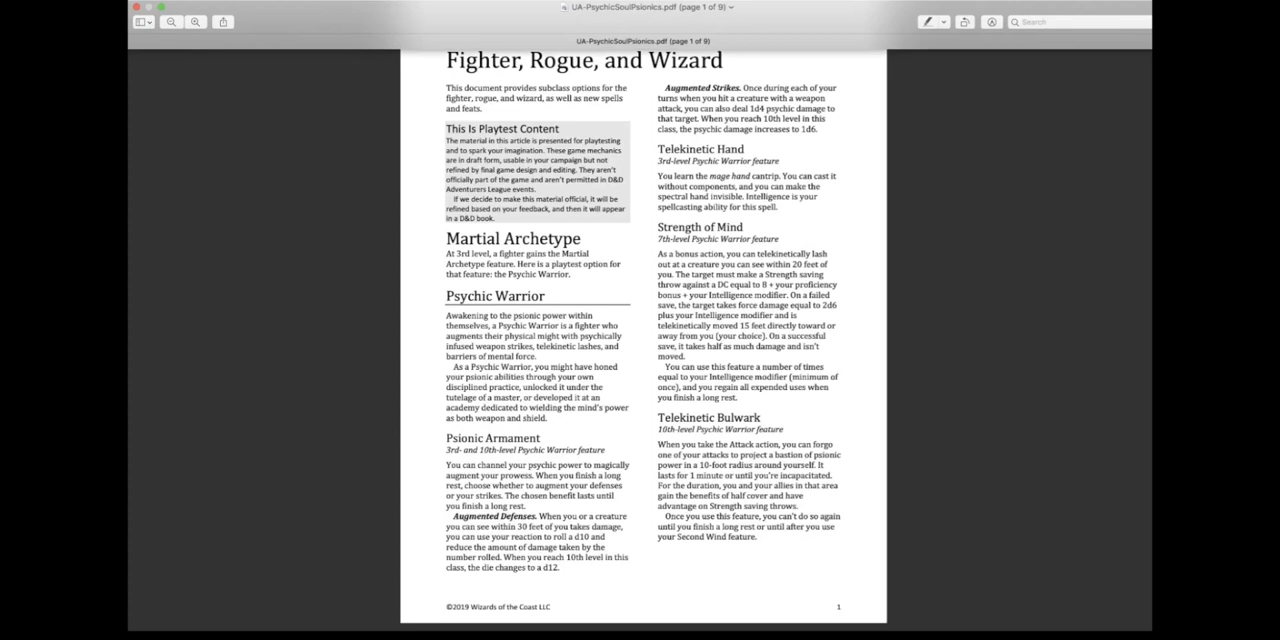 UA-PsychicSoulPsionics.pdf (page 1 of 9)
Search
UA-PsychicSoulPsionics.pdf (page 1 of 9)
Fighter, Rogue, and Wizard
This document provides subclass options for the
fighter, rogue, and wizard, as well as new spells
and feats.
This Is Playtest Content
The material in this article is presented for playtesting
and to spark your imagination. These game mechanics
are in draft form, usable in your campaign but not
refined by final game design and editing. They aren't
officially part of the game and aren't permitted in D&D
Adventurers League events.
If we decide to make this material official, it will be
refined based on your feedback, and then it will appear
in a D&D book.
Martial Archetype
At 3rd level, a fighter gains the Martial
Archetype feature. Here is a playtest option for
that feature: the Psychic Warrior.
Psychic Warrior
Awakening to the psionic power within
themselves, a Psychic Warrior is a fighter who
augments their physical might with psychically
infused weapon strikes, telekinetic lashes, and
barriers of mental force.
As a Psychic Warrior, you might have honed
your psionic abilities through your own
disciplined practice, unlocked it under the
tutelage of a master, or developed it at an
academy dedicated to wielding the mind's power
as both weapon and shield.
Psionic Armament
3rd- and 10th-level Psychic Warrior feature
You can channel your psychic power to magically
augment your prowess. When you finish a long
rest, choose whether to augment your defenses
or your strikes. The chosen benefit lasts until
you finish a long rest.
Augmented Defenses. When you or a creature
you can see within 30 feet of you takes damage,
you can use your reaction to roll a d10 and
reduce the amount of damage taken by the
number rolled. When you reach 10th level in this
class, the die changes to a d12.
Augmented Strikes. Once during each of your
turns when you hit a creature with a weapon
attack, you can also deal 1d4 psychic damage to
that target. When you reach 10th level in this
class, the psychic damage increases to 1d6.
Telekinetic Hand
3rd-level Psychic Warrior feature
You learn the mage hand cantrip. You can cast it
without components, and you can make the
spectral hand invisible. Intelligence is your
spellcasting ability for this spell.
Strength of Mind
7th-level Psychic Warrior feature
As a bonus action, you can telekinetically lash
out at a creature you can see within 20 feet of
you. The target must make a Strength saving
throw against a DC equal to 8 + your proficiency
bonus + your Intelligence modifier. On a failed
save, the target takes force damage equal to 2d6
plus your Intelligence modifier and is
telekinetically moved 15 feet directly toward or
away from you (your choice). On a successful
save, it takes half as much damage and isn't
moved.
You can use this feature a number of times
equal to your Intelligence modifier (minimum of
once), and you regain all expended uses when
you finish a long rest.
Telekinetic Bulwark
10th-level Psychic Warrior feature
When you take the Attack action, you can forgo
one of your attacks to project a bastion of psionic
power in a 10-foot radius around yourself. It
lasts for 1 minute or until you're incapacitated.
For the duration, you and your allies in that area
gain the benefits of half cover and have
advantage on Strength saving throws.
Once you use this feature, you can't do so again
until you finish a long rest or until after you use
your Second Wind feature.
©2019 Wizards of the Coast LLC
1